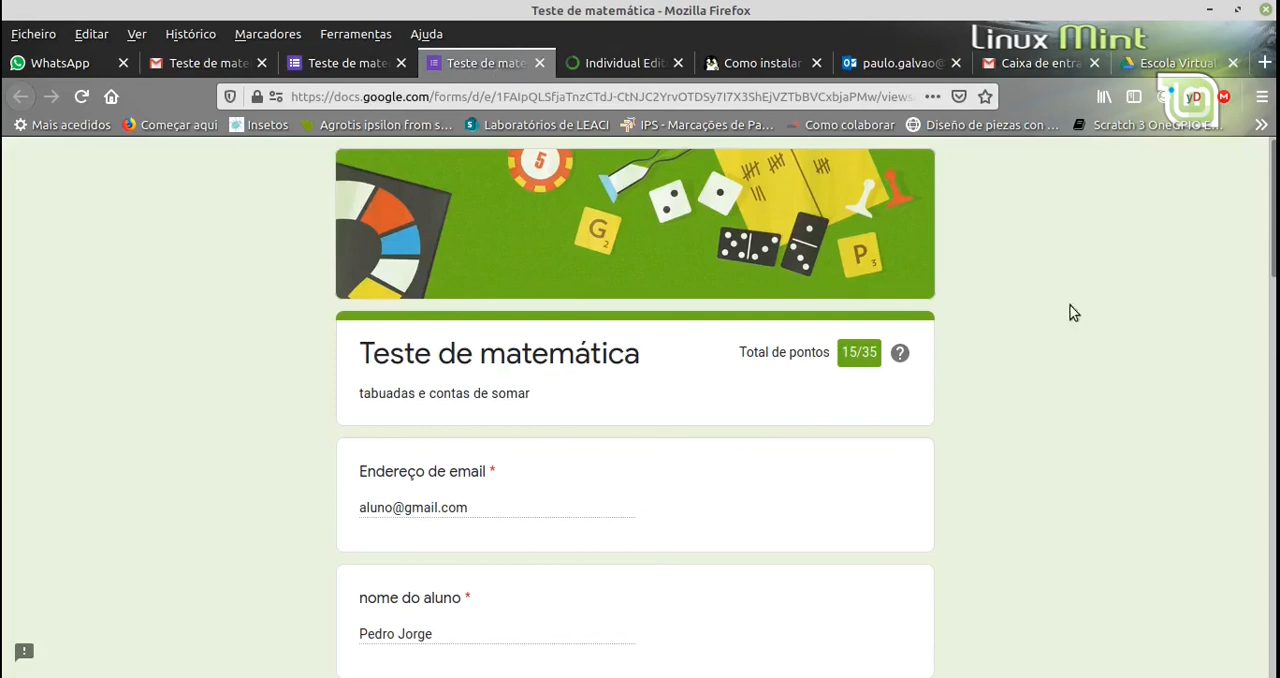 Teste de matemática - Mozilla Firefox
Ficheiro Editar Ver Histórico Marcadores Ferramentas Ajuda
Linux Mint
WhatsApp Teste de mate Teste de mate Teste de mate Individual Edit Como instalar paulo.galvao@ Caixa de entra Escola Virtual
https://docs.google.com/forms/d/e/
yD M
Mais acedidos Começar aqui Insetos Agrotis ipsilon from s... Laboratórios de LEACI IPS - Marcações de Pa... Como colaborar Diseño de piezas con ... Scratch 3 OneGPIO E...
5
G
2
P
3
Teste de matemática
Total de pontos 15/35 ?
tabuadas e contas de somar
Endereço de email *
aluno@gmail.com
nome do aluno *
Pedro Jorge